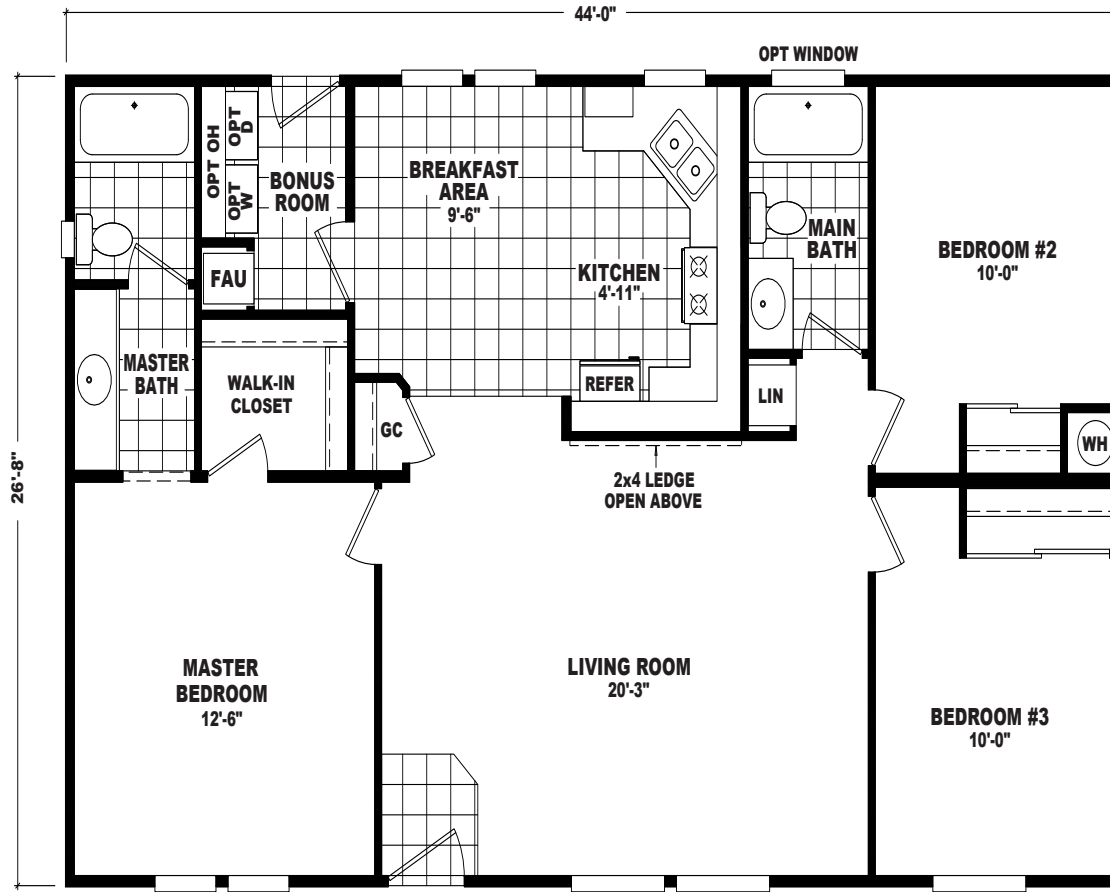 44'-0"
OPT WINDOW
26'-8"
OPT OH
OPT
D
OPT
W
BONUS
ROOM
FAU
BREAKFAST
AREA
9'-6"
KITCHEN
4'-11"
REFER
MAIN
BATH
LIN
BEDROOM #2
10'-0"
WH
MASTER
BATH
WALK-IN
CLOSET
GC
2x4 LEDGE
OPEN ABOVE
MASTER
BEDROOM
12'-6"
LIVING ROOM
20'-3"
BEDROOM #3
10'-0"